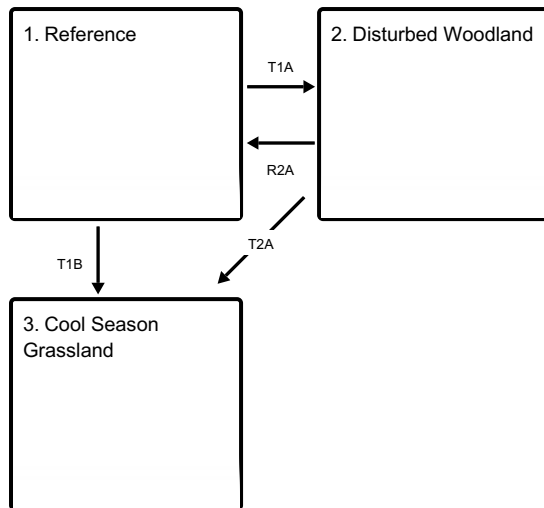 1. Reference
2. Disturbed Woodland
T1A
R2A
T2A
T1B
3. Cool Season
Grassland